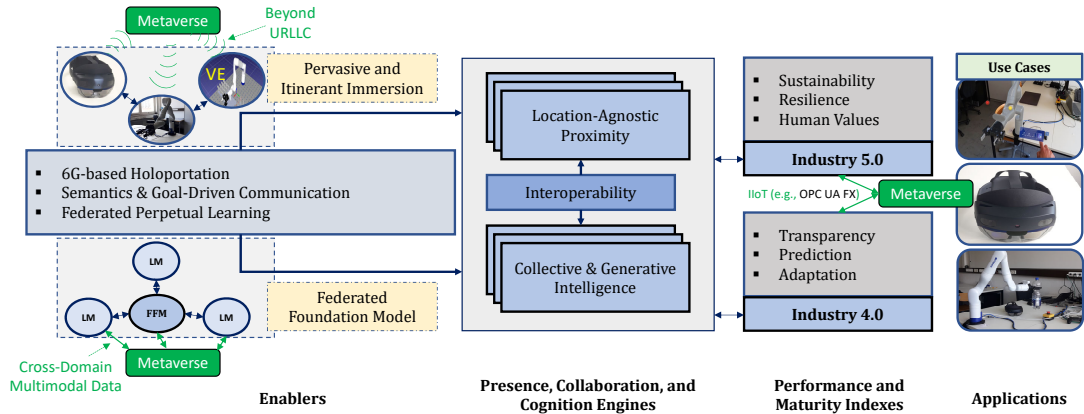 Metaverse
Beyond
URLLC
VE
Pervasive and
Itinerant Immersion
▪ 6G-based Holoportation
▪ Semantics & Goal-Driven Communication
▪ Federated Perpetual Learning
LM
LM
FFM
LM
Federated
Foundation Model
Cross-Domain
Multimodal Data
Metaverse
Enablers
Location-Agnostic
Proximity
Interoperability
Collective & Generative
Intelligence
Presence, Collaboration, and
Cognition Engines
▪ Sustainability
▪ Resilience
▪ Human Values
Industry 5.0
IIoT (e.g., OPC UA FX)
Metaverse
▪ Transparency
▪ Prediction
▪ Adaptation
Industry 4.0
Performance and
Maturity Indexes
Use Cases
Applications